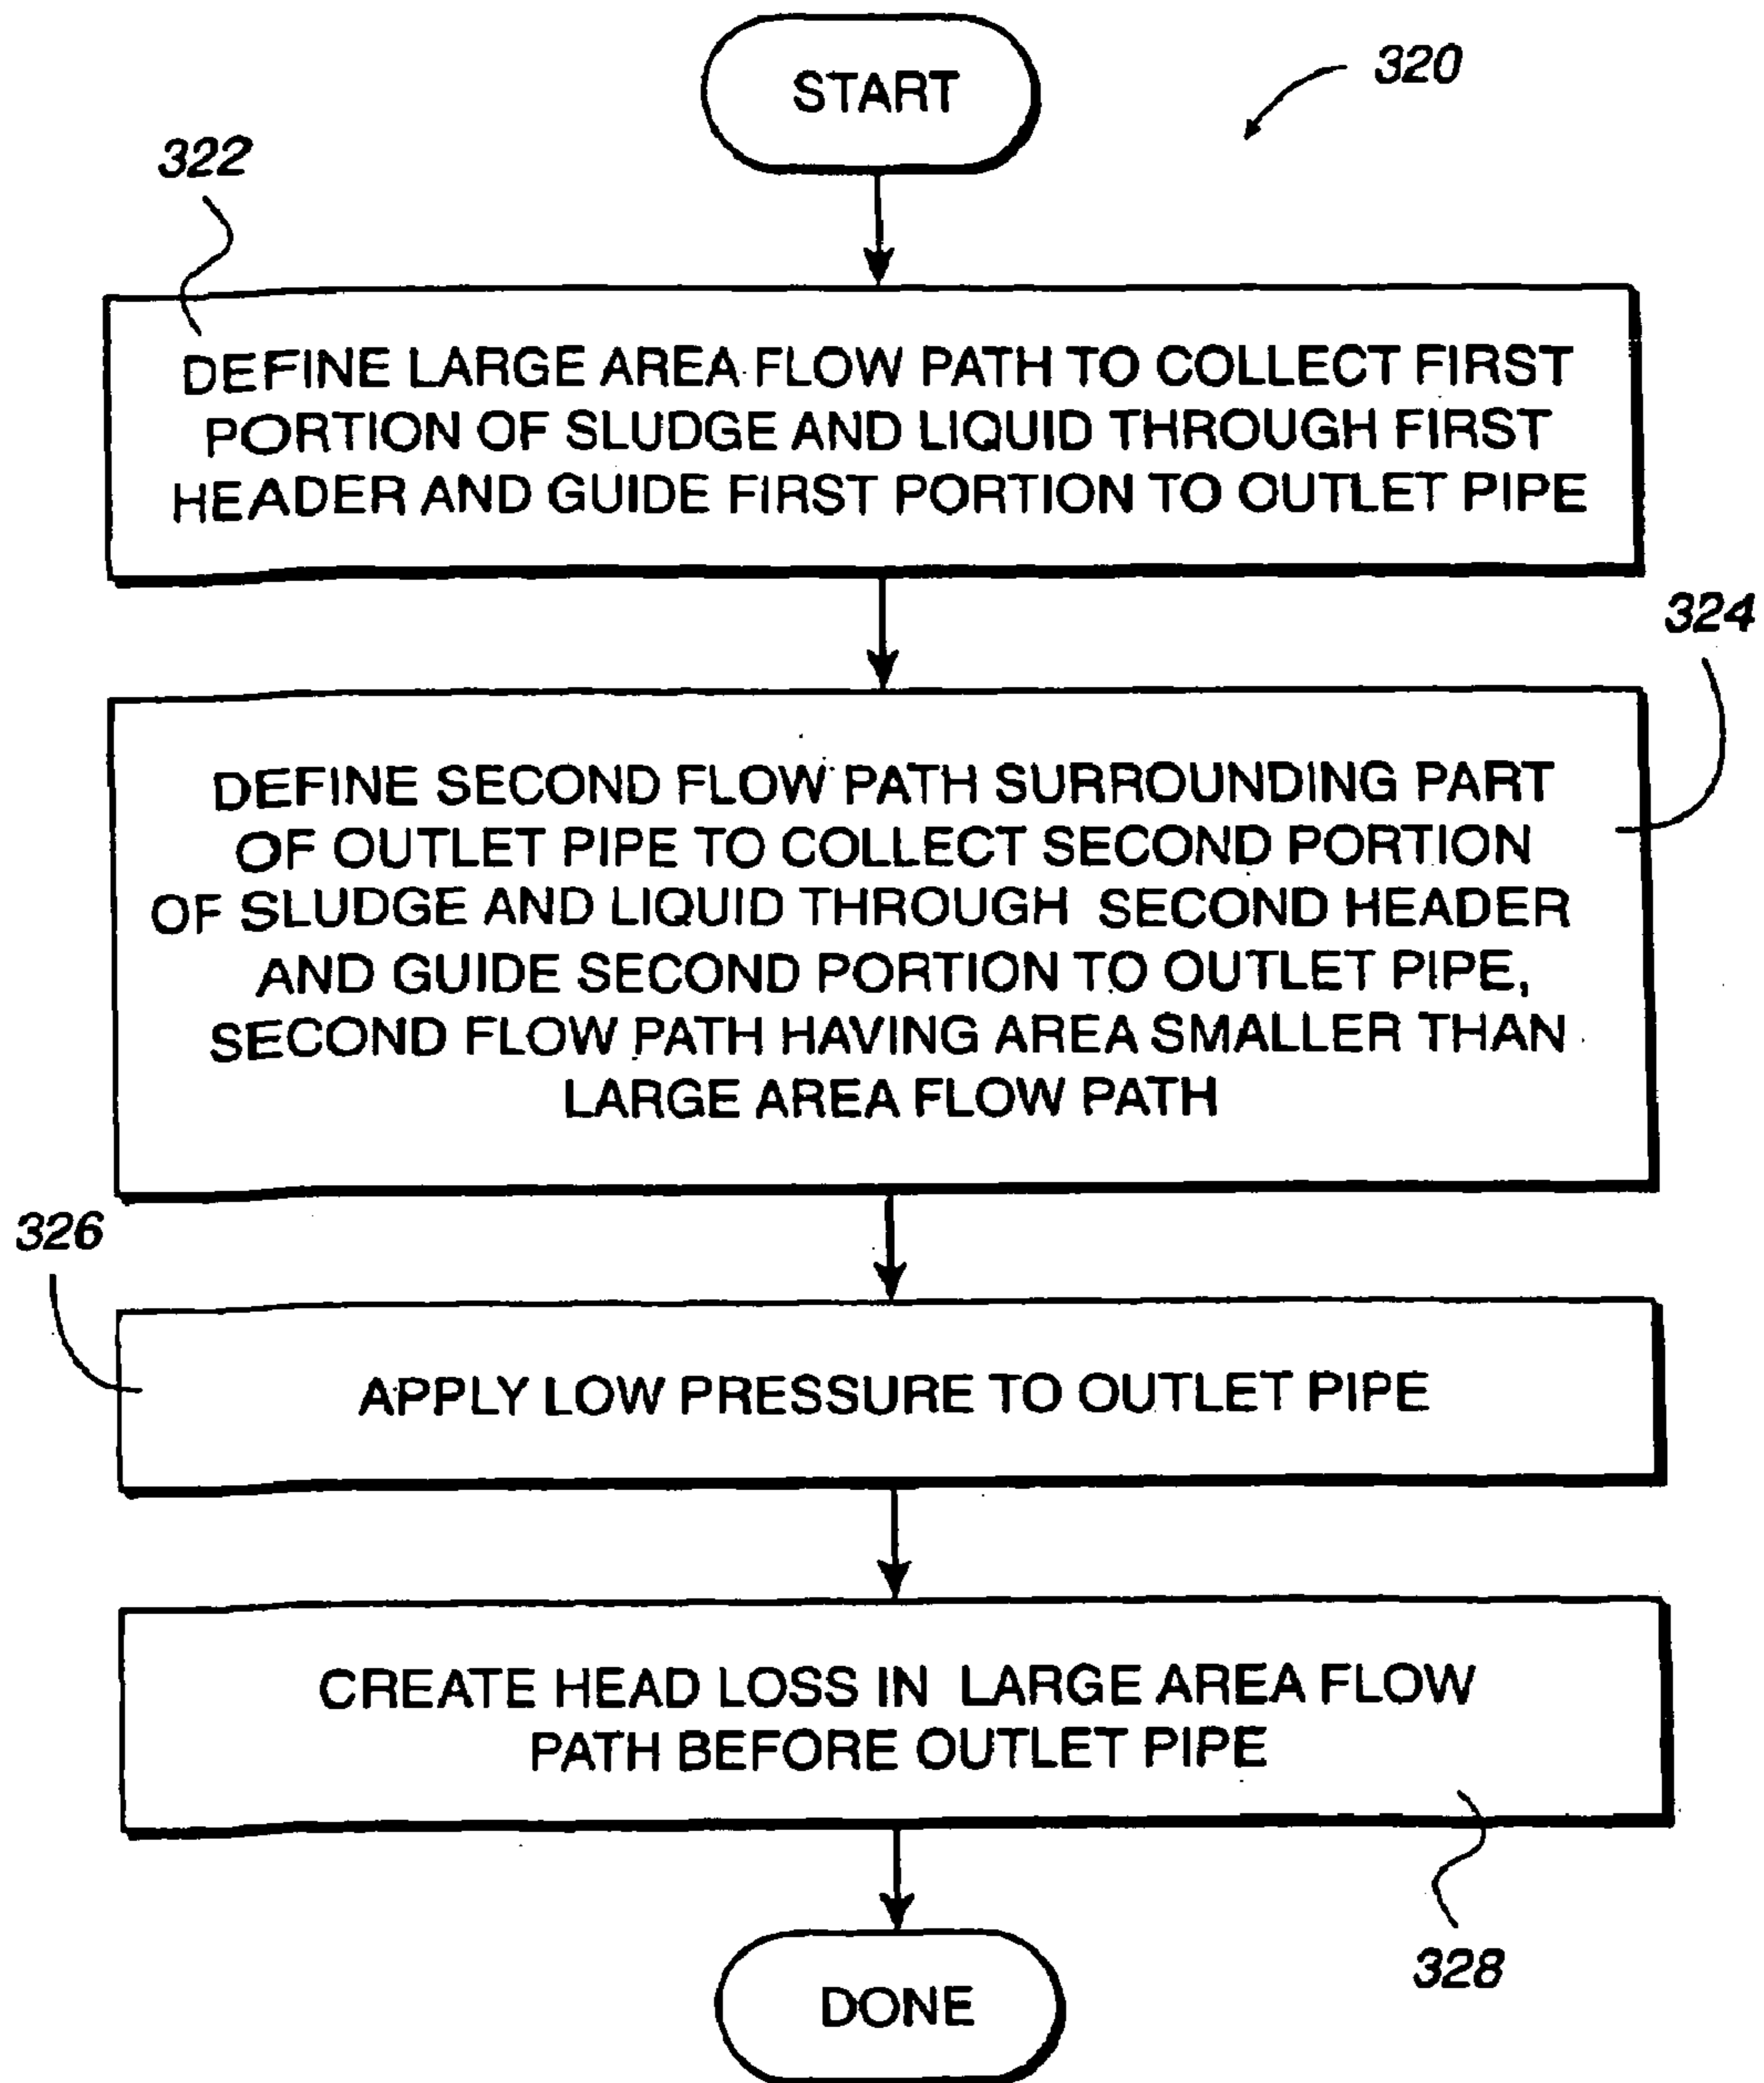 START
320
322
DEFINE LARGE AREA FLOW PATH TO COLLECT FIRST
PORTION OF SLUDGE AND LIQUID THROUGH FIRST
HEADER AND GUIDE FIRST PORTION TO OUTLET PIPE
324
DEFINE SECOND FLOW PATH SURROUNDING PART
OF OUTLET PIPE TO COLLECT SECOND PORTION
OF SLUDGE AND LIQUID THROUGH SECOND HEADER
AND GUIDE SECOND PORTION TO OUTLET PIPE,
SECOND FLOW PATH HAVING AREA SMALLER THAN
LARGE AREA FLOW PATH
326
APPLY LOW PRESSURE TO OUTLET PIPE
CREATE HEAD LOSS IN LARGE AREA FLOW
PATH BEFORE OUTLET PIPE
328
DONE